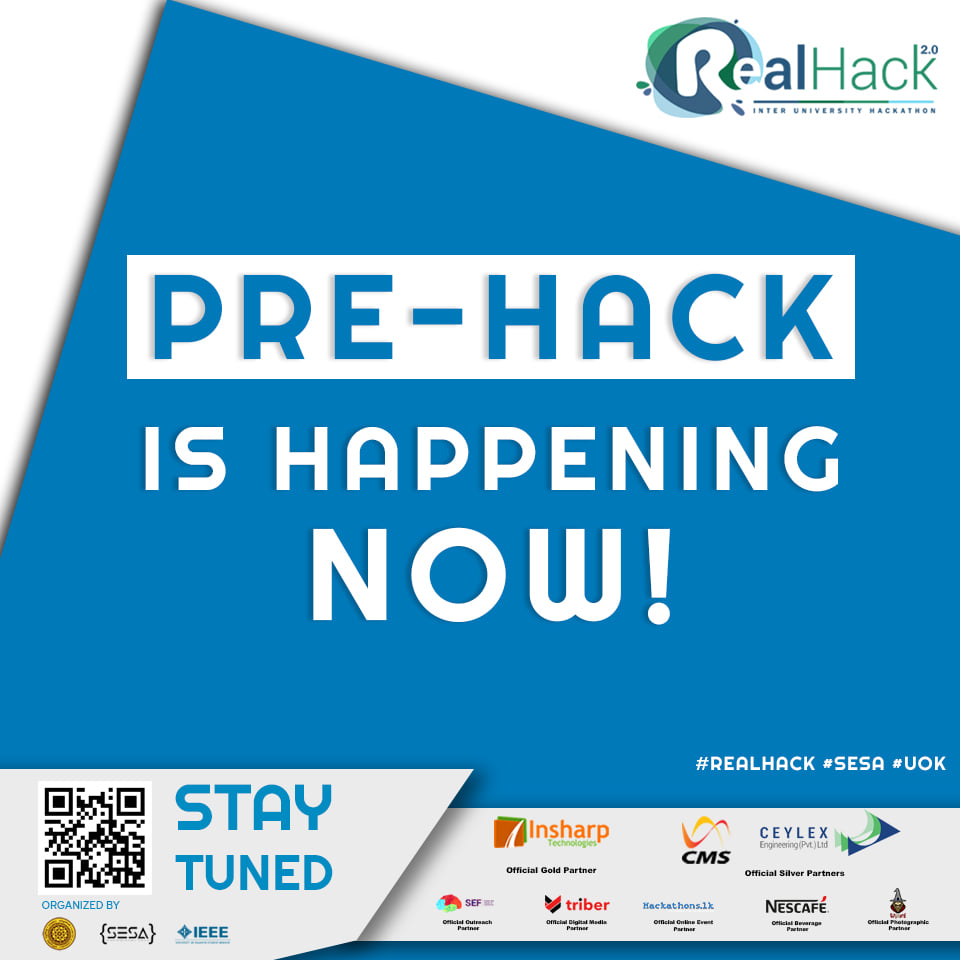 RealHack 2.0
INTER UNIVERSITY HACKATHON
PRE-HACK
IS HAPPENING
NOW!
#REALHACK #SESA #UOK
STAY
TUNED
ORGANIZED BY
{SESA}
IEEE
Insharp
Technologies
Official Gold Partner
CMS
CEYLEX
Engineering (Pvt.) Ltd
Official Silver Partners
SEF
Official Outreach
Partner
triber
Official Digital Media
Partner
Hackathons.lk
Official Online Event
Partner
NESCAFÉ.
Official Beverage
Partner
Official Photographic
Partner